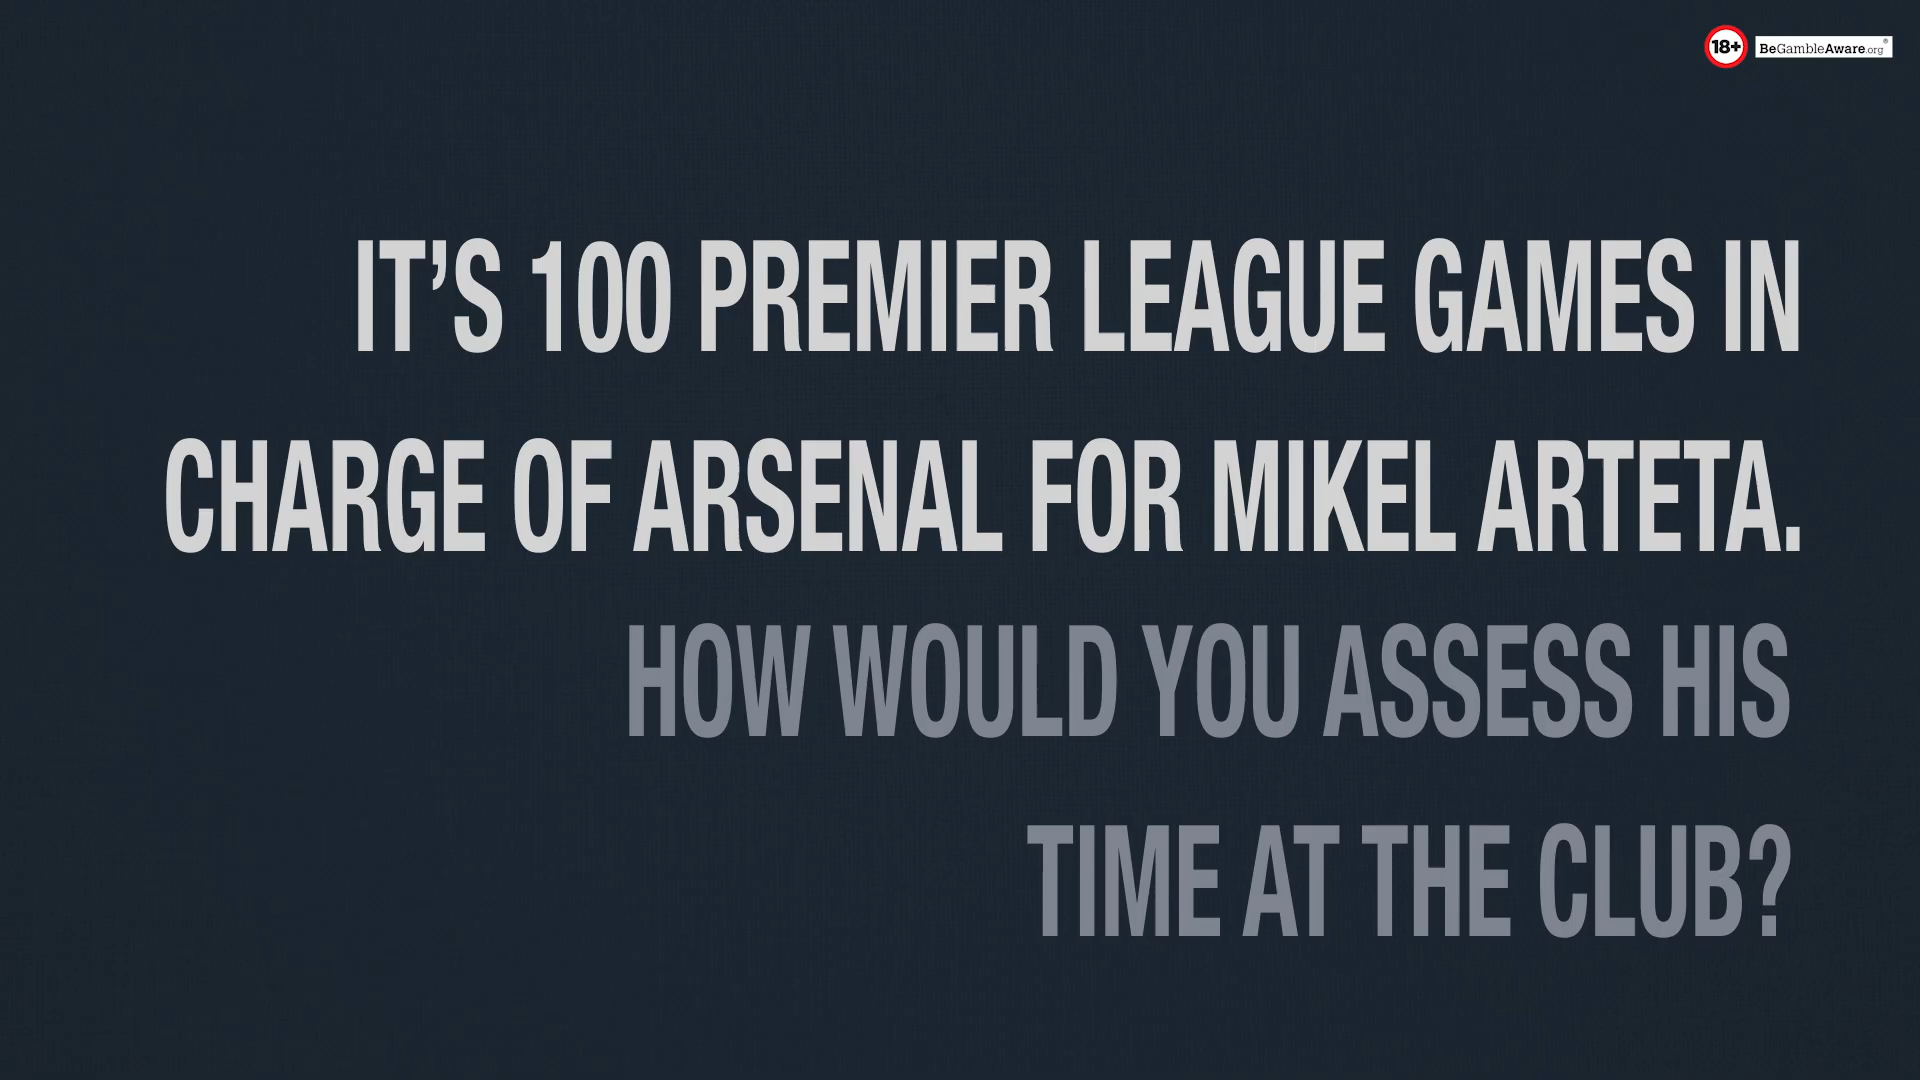 18+ BeGambleAware.org®
IT’S 100 PREMIER LEAGUE GAMES IN
CHARGE OF ARSENAL FOR MIKEL ARTETA.
HOW WOULD YOU ASSESS HIS
TIME AT THE CLUB?